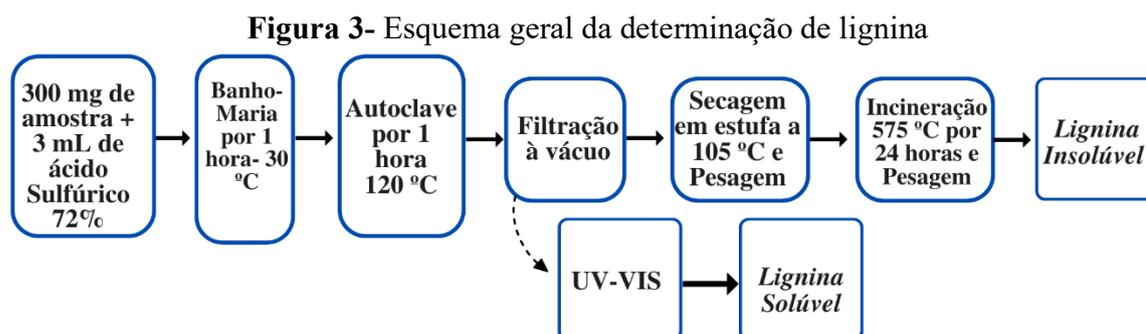 Figura 3- Esquema geral da determinação de lignina
300 mg de
amostra +
3 mL de
ácido
Sulfúrico
72%
Banho-
Maria
por 1
hora- 30
ºC
Autoclave
por 1
hora
120 ºC
Filtração
à vácuo
Secagem
em estufa a
105 ºC e
Pesagem
Incineração
575 ºC por
24 horas e
Pesagem
Lignina
Insolúvel
UV-VIS
Lignina
Solúvel